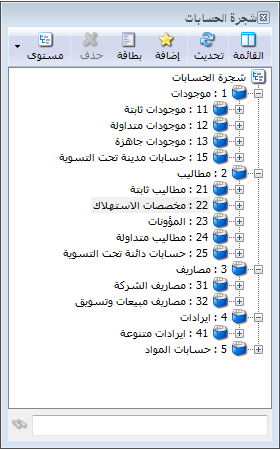 شجرة الحسابات
القائمة تحديث إضافة بطاقة حذف مستوى
شجرة الحسابات
1 : موجودات
11 : موجودات ثابتة
12 : موجودات متداولة
13 : موجودات جاهزة
15 : حسابات مدينة تحت التسوية
2 : مطاليب
21 : مطاليب ثابتة
22 : مخصصات الاستهلاك
23 : المؤونات
24 : مطاليب متداولة
25 : حسابات دائنة تحت التسوية
3 : مصاريف
31 : مصاريف الشركة
32 : مصاريف مبيعات وتسويق
4 : ايرادات
41 : ايرادات متنوعة
5 : حسابات المواد